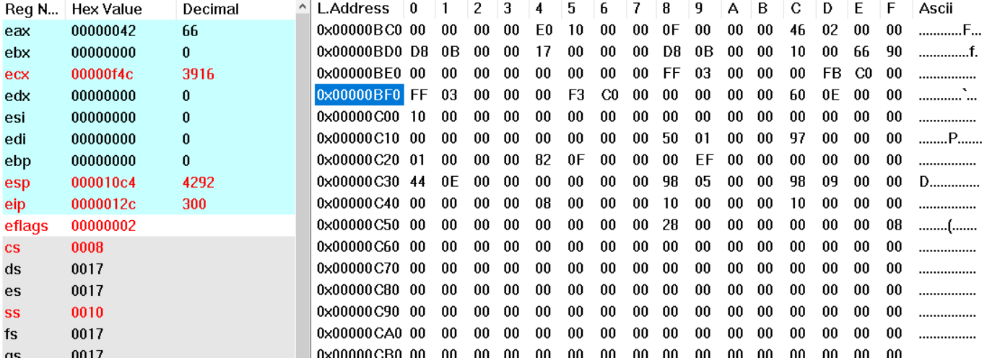 Reg N... Hex Value Decimal L.Address 0 1 2 3 4 5 6 7 8 9 A B C D E F Ascii
eax 00000042 66 0x00000BC0 00 00 00 00 E0 10 00 00 0F 00 00 00 46 02 00 00 ............F...
ebx 00000000 0 0x00000BD0 D8 0B 00 00 17 00 00 00 D8 0B 00 00 10 00 66 90 ..............f.
ecx 00000f4c 3916 0x00000BE0 00 00 00 00 00 00 00 00 FF 03 00 00 00 FB C0 00 ................
edx 00000000 0 0x00000BF0 FF 03 00 00 00 F3 C0 00 00 00 00 00 60 0E 00 00 ............`...
esi 00000000 0 0x00000C00 10 00 00 00 00 00 00 00 00 00 00 00 00 00 00 00 ................
edi 00000000 0 0x00000C10 00 00 00 00 00 00 00 00 50 01 00 00 97 00 00 00 ........P.......
ebp 00000000 0 0x00000C20 01 00 00 00 82 0F 00 00 00 EF 00 00 00 00 00 00 ................
esp 000010c4 4292 0x00000C30 44 0E 00 00 00 00 00 00 98 05 00 00 98 09 00 00 D...............
eip 0000012c 300 0x00000C40 00 00 00 00 08 00 00 00 10 00 00 00 10 00 00 00 ................
eflags 00000002 0x00000C50 00 00 00 00 00 00 00 00 28 00 00 00 00 00 00 08 ........(.......
cs 0008 0x00000C60 00 00 00 00 00 00 00 00 00 00 00 00 00 00 00 00 ................
ds 0017 0x00000C70 00 00 00 00 00 00 00 00 00 00 00 00 00 00 00 00 ................
es 0017 0x00000C80 00 00 00 00 00 00 00 00 00 00 00 00 00 00 00 00 ................
ss 0010 0x00000C90 00 00 00 00 00 00 00 00 00 00 00 00 00 00 00 00 ................
fs 0017 0x00000CA0 00 00 00 00 00 00 00 00 00 00 00 00 00 00 00 00 ................
gs 0017 0x00000CB0 00 00 00 00 00 00 00 00 00 00 00 00 00 00 00 00